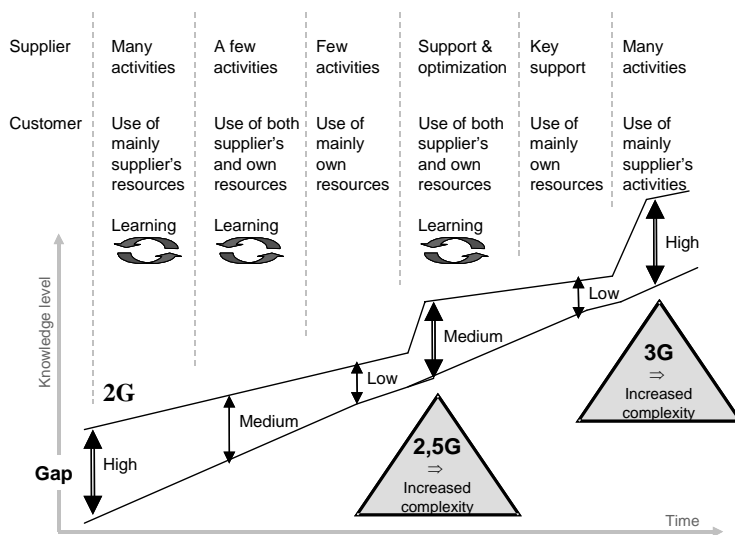 Supplier
Many
activities
A few
activities
Few
activities
Support &
optimization
Key
support
Many
activities
Customer
Use of
mainly
supplier's
resources
Use of both
supplier's
and own
resources
Use of
mainly
own
resources
Use of both
supplier's
and own
resources
Use of
mainly
own
resources
Use of
mainly
supplier's
activities
Learning
Learning
Learning
Knowledge level
2G
Gap
High
Medium
Low
Medium
Low
High
2,5G
⇒
Increased
complexity
3G
⇒
Increased
complexity
Time